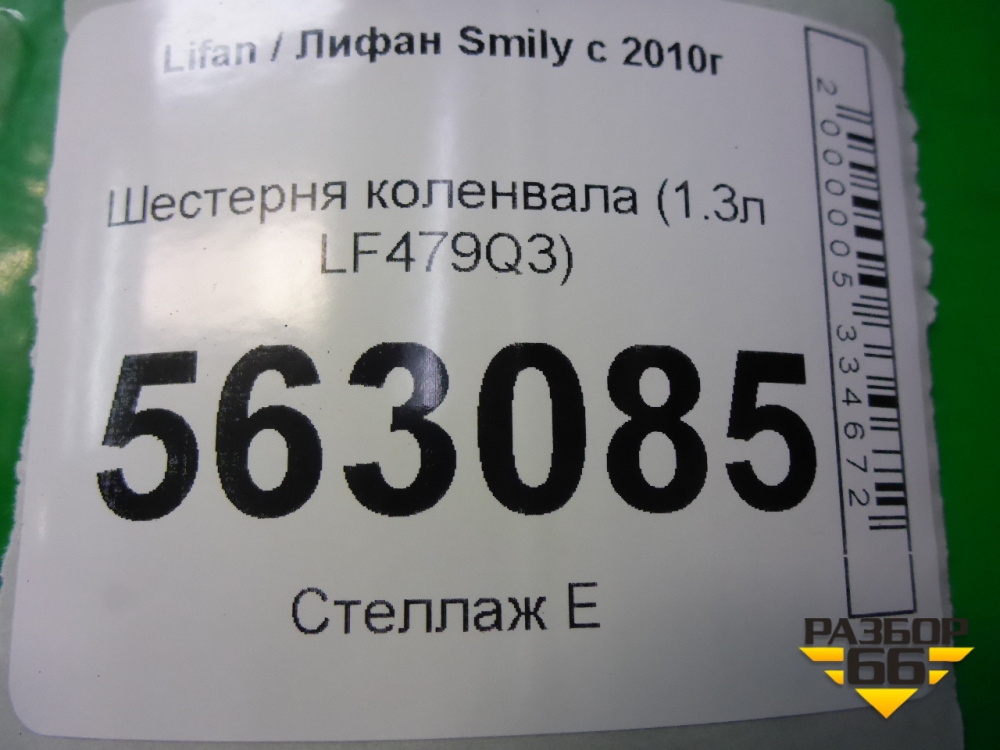 Lifan / Лифан Smily с 2010г
Шестерня коленвала (1.3л
LF479Q3)
563085
Стеллаж Е
2000005334672
РАЗБОР
66